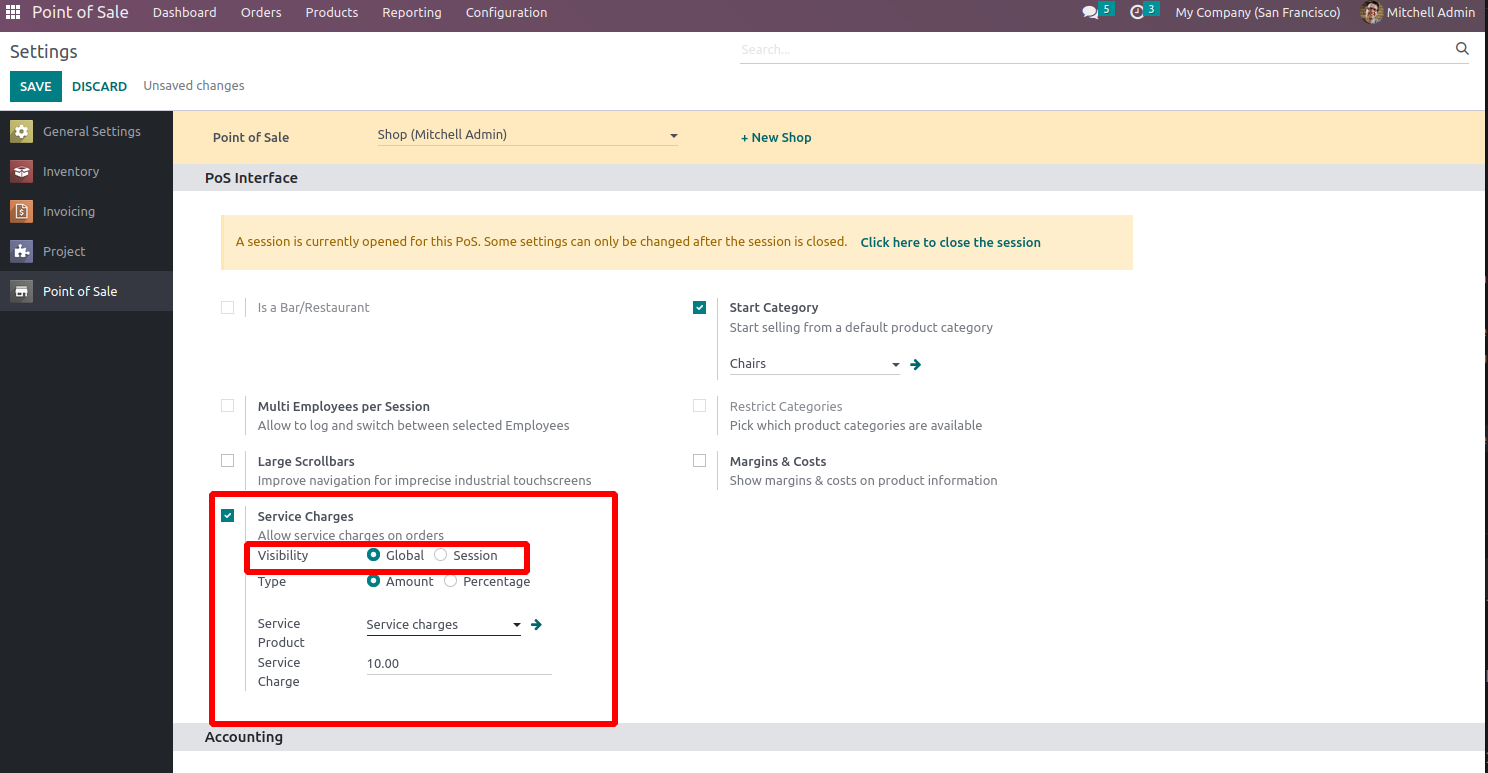 Point of Sale Dashboard Orders Products Reporting Configuration 5 3 My Company (San Francisco) Mitchell Admin
Settings
Search...
SAVE DISCARD Unsaved changes
General Settings
Inventory
Invoicing
Project
Point of Sale
Point of Sale Shop (Mitchell Admin) + New Shop
PoS Interface
A session is currently opened for this PoS. Some settings can only be changed after the session is closed. Click here to close the session
Is a Bar/Restaurant
Start Category
Start selling from a default product category
Chairs
Multi Employees per Session
Allow to log and switch between selected Employees
Restrict Categories
Pick which product categories are available
Large Scrollbars
Improve navigation for imprecise industrial touchscreens
Margins & Costs
Show margins & costs on product information
Service Charges
Allow service charges on orders
Visibility Global Session
Type Amount Percentage
Service
Product
Service charges
Service
Charge
10.00
Accounting